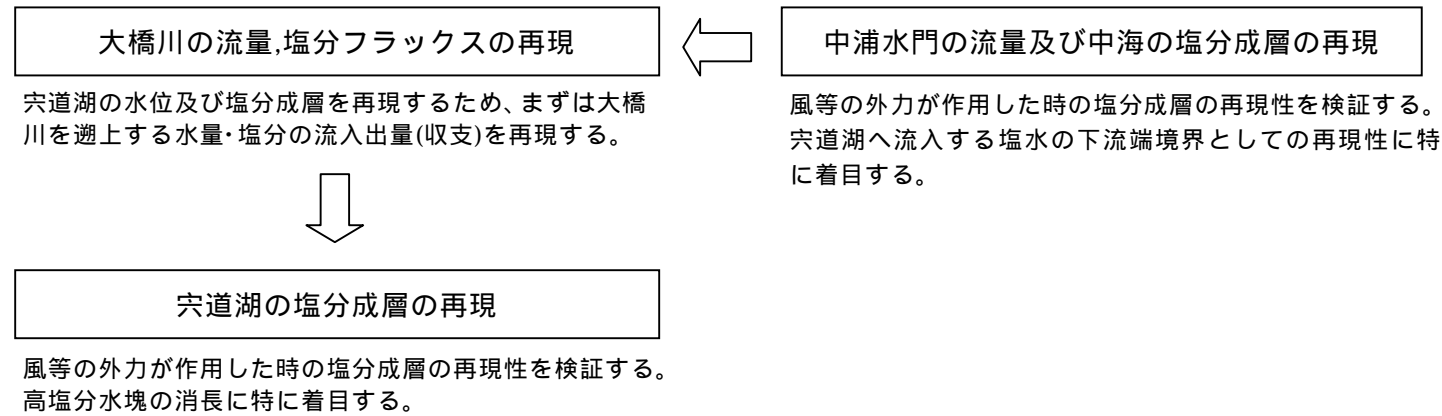 大橋川の流量,塩分フラックスの再現
宍道湖の水位及び塩分成層を再現するため、まずは大橋
川を遡上する水量・塩分の流入出量(収支)を再現する。
中浦水門の流量及び中海の塩分成層の再現
風等の外力が作用した時の塩分成層の再現性を検証する。
宍道湖へ流入する塩水の下流端境界としての再現性に特
に着目する。
宍道湖の塩分成層の再現
風等の外力が作用した時の塩分成層の再現性を検証する。
高塩分水塊の消長に特に着目する。